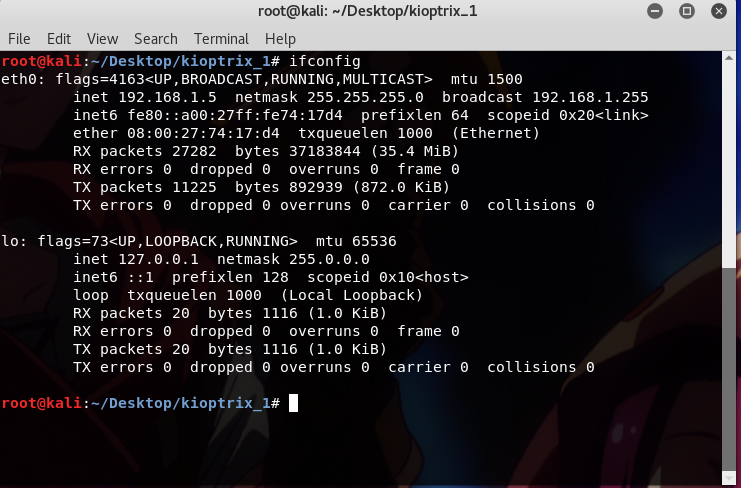 root@kali: ~/Desktop/kioptrix_1
File Edit View Search Terminal Help
root@kali:~/Desktop/kioptrix_1# ifconfig
eth0: flags=4163<UP,BROADCAST,RUNNING,MULTICAST>  mtu 1500
        inet 192.168.1.5  netmask 255.255.255.0  broadcast 192.168.1.255
        inet6 fe80::a00:27ff:fe74:17d4  prefixlen 64  scopeid 0x20<link>
        ether 08:00:27:74:17:d4  txqueuelen 1000  (Ethernet)
        RX packets 27282  bytes 37183844 (35.4 MiB)
        RX errors 0  dropped 0  overruns 0  frame 0
        TX packets 11225  bytes 892939 (872.0 KiB)
        TX errors 0  dropped 0 overruns 0  carrier 0  collisions 0
lo: flags=73<UP,LOOPBACK,RUNNING>  mtu 65536
        inet 127.0.0.1  netmask 255.0.0.0
        inet6 ::1  prefixlen 128  scopeid 0x10<host>
        loop  txqueuelen 1000  (Local Loopback)
        RX packets 20  bytes 1116 (1.0 KiB)
        RX errors 0  dropped 0  overruns 0  frame 0
        TX packets 20  bytes 1116 (1.0 KiB)
        TX errors 0  dropped 0 overruns 0  carrier 0  collisions 0
root@kali:~/Desktop/kioptrix_1#